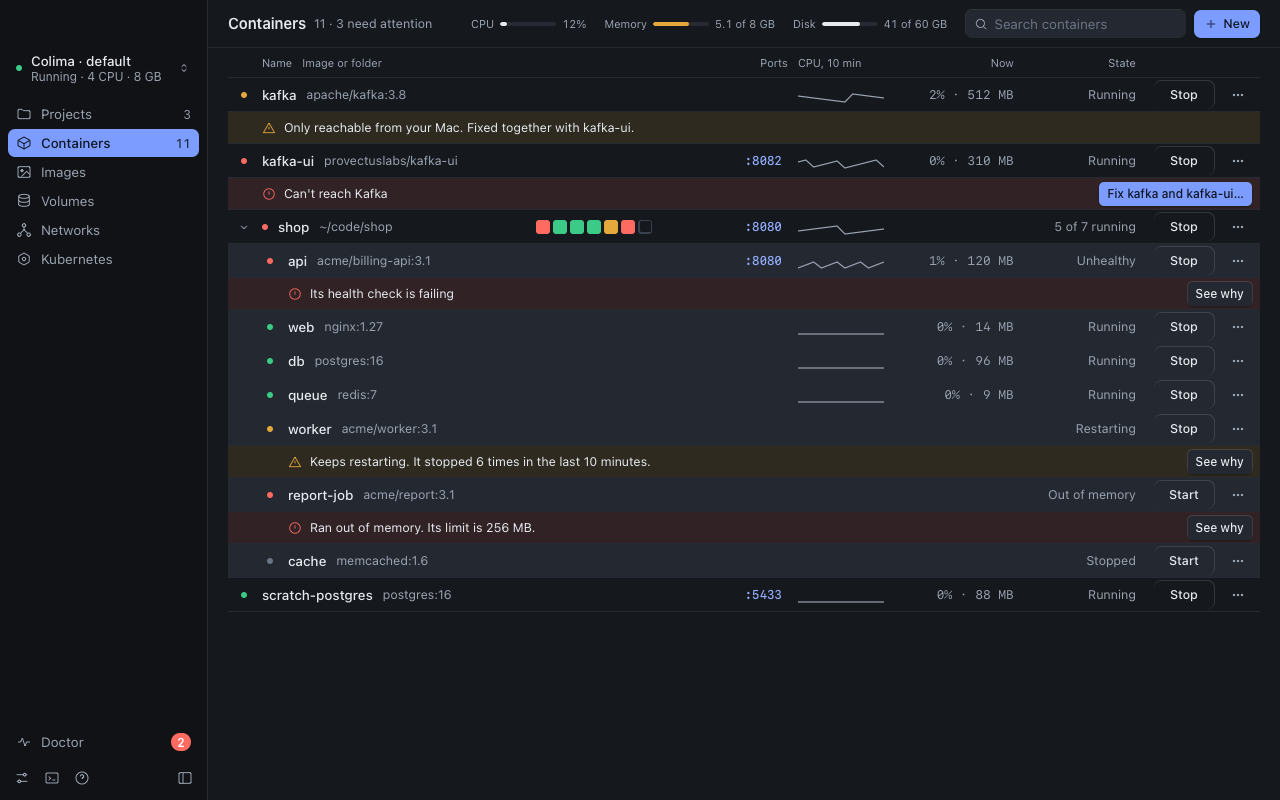 Containers 11 · 3 need attention CPU 12% Memory 5.1 of 8 GB Disk 41 of 60 GB Search containers + New
Colima · default
Running · 4 CPU · 8 GB
Projects 3
Containers 11
Images
Volumes
Networks
Kubernetes
Doctor 2
Name Image or folder Ports CPU, 10 min Now State
kafka apache/kafka:3.8 2% · 512 MB Running Stop ···
Only reachable from your Mac. Fixed together with kafka-ui.
kafka-ui provectuslabs/kafka-ui :8082 0% · 310 MB Running Stop ···
Can't reach Kafka Fix kafka and kafka-ui...
shop ~/code/shop :8080 5 of 7 running Stop ···
api acme/billing-api:3.1 :8080 1% · 120 MB Unhealthy Stop ···
Its health check is failing See why
web nginx:1.27 0% · 14 MB Running Stop ···
db postgres:16 0% · 96 MB Running Stop ···
queue redis:7 0% · 9 MB Running Stop ···
worker acme/worker:3.1 Restarting Stop ···
Keeps restarting. It stopped 6 times in the last 10 minutes. See why
report-job acme/report:3.1 Out of memory Start ···
Ran out of memory. Its limit is 256 MB. See why
cache memcached:1.6 Stopped Start ···
scratch-postgres postgres:16 :5433 0% · 88 MB Running Stop ···